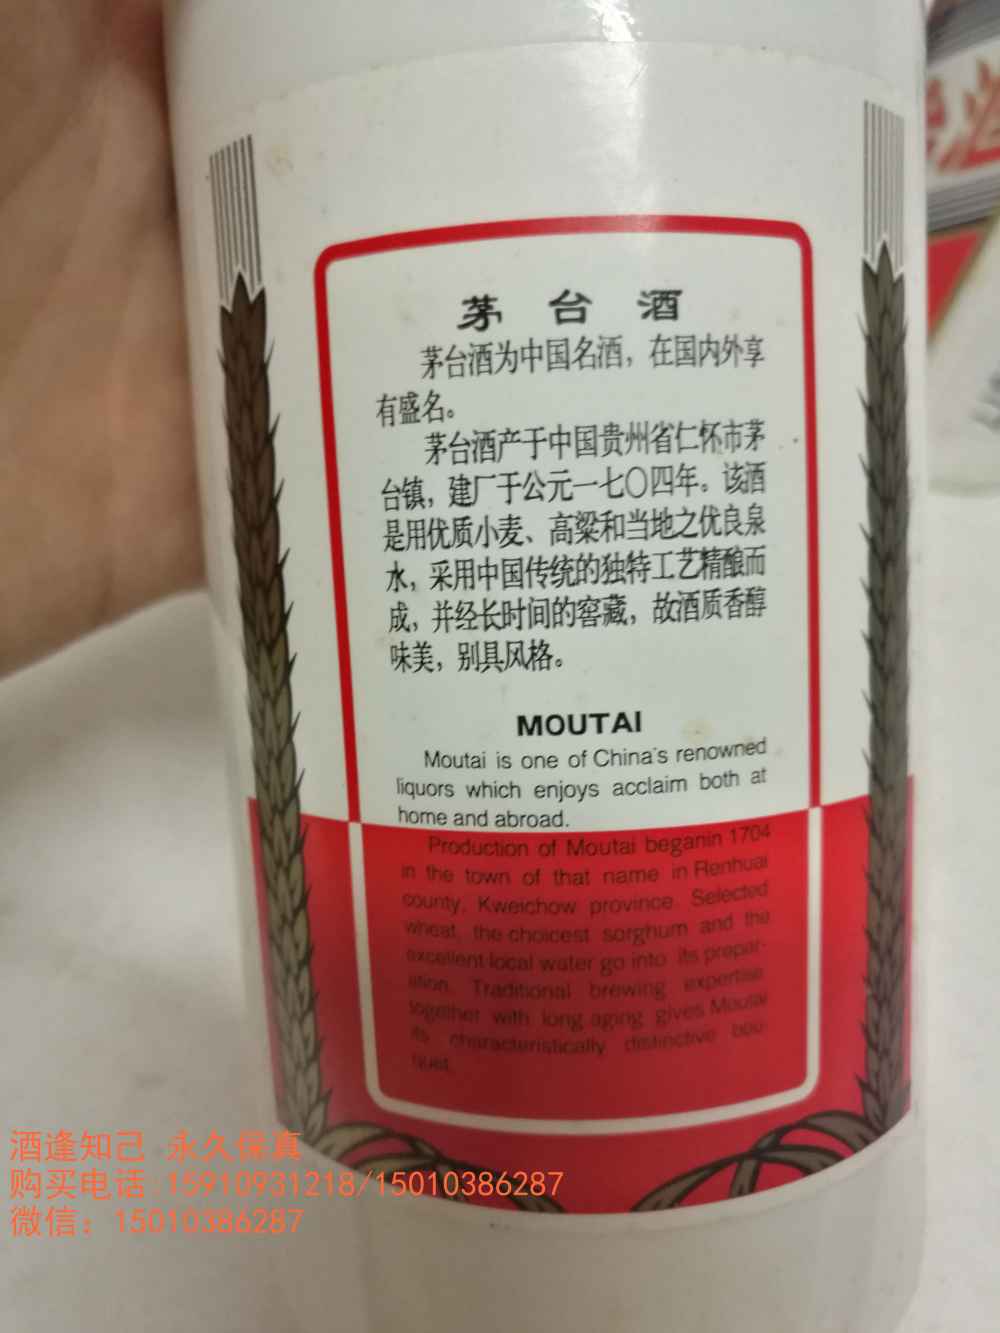 茅台酒
茅台酒为中国名酒，在国内外享
有盛名。
茅台酒产于中国贵州省仁怀市茅
台镇，建厂于公元一七〇四年。该酒
是用优质小麦、高粱和当地之优良泉
水，采用中国传统的独特工艺精酿而
成，并经长时间的窖藏，故酒质香醇
味美，别具风格。
MOUTAI
Moutai is one of China's renowned
liquors which enjoys acclaim both at
home and abroad.
Production of Moutai beganin 1704
in the town of that name in Renhuai
county, Kweichow province. Selected
wheat, the choicest sorghum and the
excellent local water go into its prepar-
ation. Traditional brewing expertise
together with long aging gives Moutai
its characteristically distinctive bou-
quet.
酒逢知己 永久保真
购买电话:15910931218/15010386287
微信：15010386287